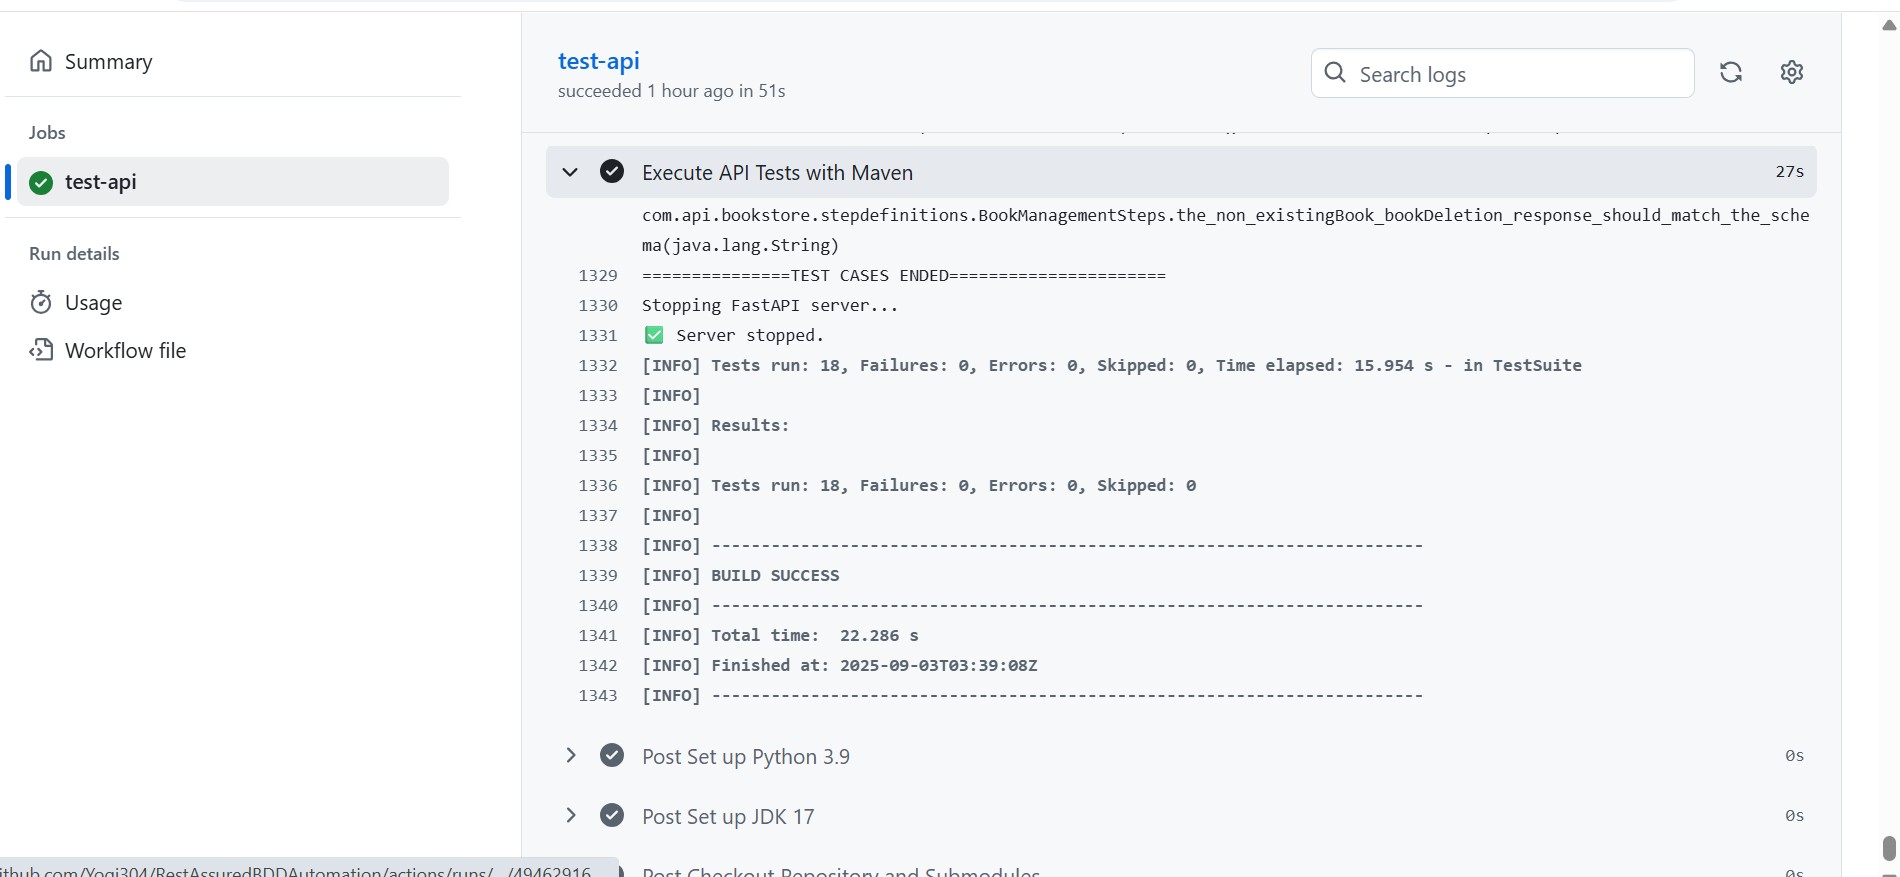 Summary
Jobs
test-api
Run details
Usage
Workflow file
test-api
succeeded 1 hour ago in 51s
Search logs
Execute API Tests with Maven 27s
com.api.bookstore.stepdefinitions.BookManagementSteps.the_non_existingBook_bookDeletion_response_should_match_the_sche
ma(java.lang.String)
1329 ===============TEST CASES ENDED======================
1330 Stopping FastAPI server...
1331 ✅ Server stopped.
1332 [INFO] Tests run: 18, Failures: 0, Errors: 0, Skipped: 0, Time elapsed: 15.954 s - in TestSuite
1333 [INFO]
1334 [INFO] Results:
1335 [INFO]
1336 [INFO] Tests run: 18, Failures: 0, Errors: 0, Skipped: 0
1337 [INFO]
1338 [INFO] ------------------------------------------------------------------------
1339 [INFO] BUILD SUCCESS
1340 [INFO] ------------------------------------------------------------------------
1341 [INFO] Total time:  22.286 s
1342 [INFO] Finished at: 2025-09-03T03:39:08Z
1343 [INFO] ------------------------------------------------------------------------
Post Set up Python 3.9 0s
Post Set up JDK 17 0s
Post Checkout Repository and Submodules 0s
ithub.com/Yogi304/RestAssuredBDDAutomation/actions/runs/.../49462916...